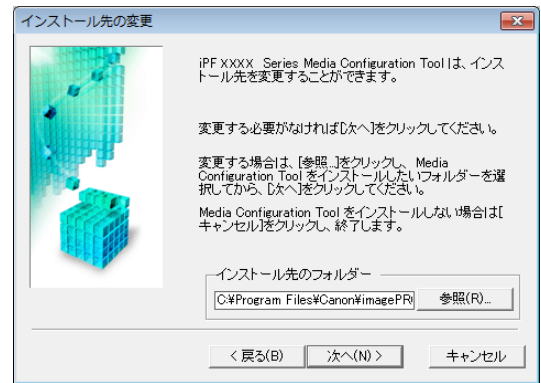 インストール先の変更
iPF XXXX Series Media Configuration Tool は、インス
トール先を変更することができます。
変更する必要がなければ[次へ]をクリックしてください。
変更する場合は、[参照...]をクリックし、 Media
Configuration Tool をインストールしたいフォルダーを選
択してから、[次へ]をクリックしてください。
Media Configuration Tool をインストールしない場合は[
キャンセル]をクリックし、終了します。
インストール先のフォルダー
C:¥Program Files¥Canon¥imagePR
参照(R)...
< 戻る(B)
次へ(N) >
キャンセル